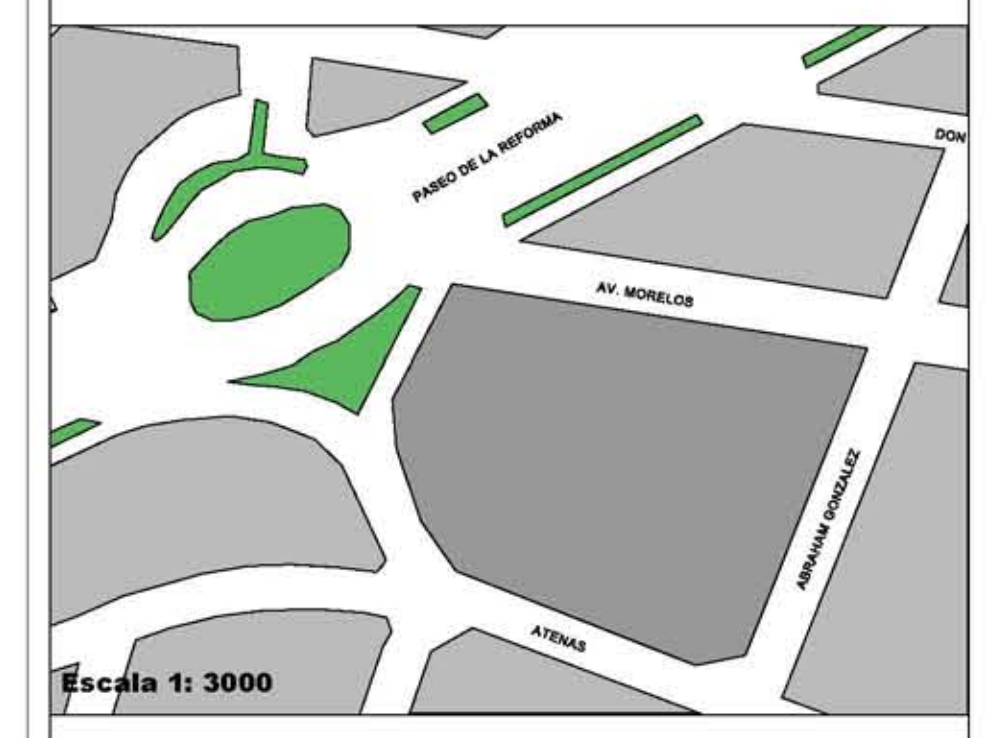 PASEO DE LA REFORMA
DON
AV. MORELOS
ABRAHAM GONZALEZ
ATENAS
Escala 1: 3000